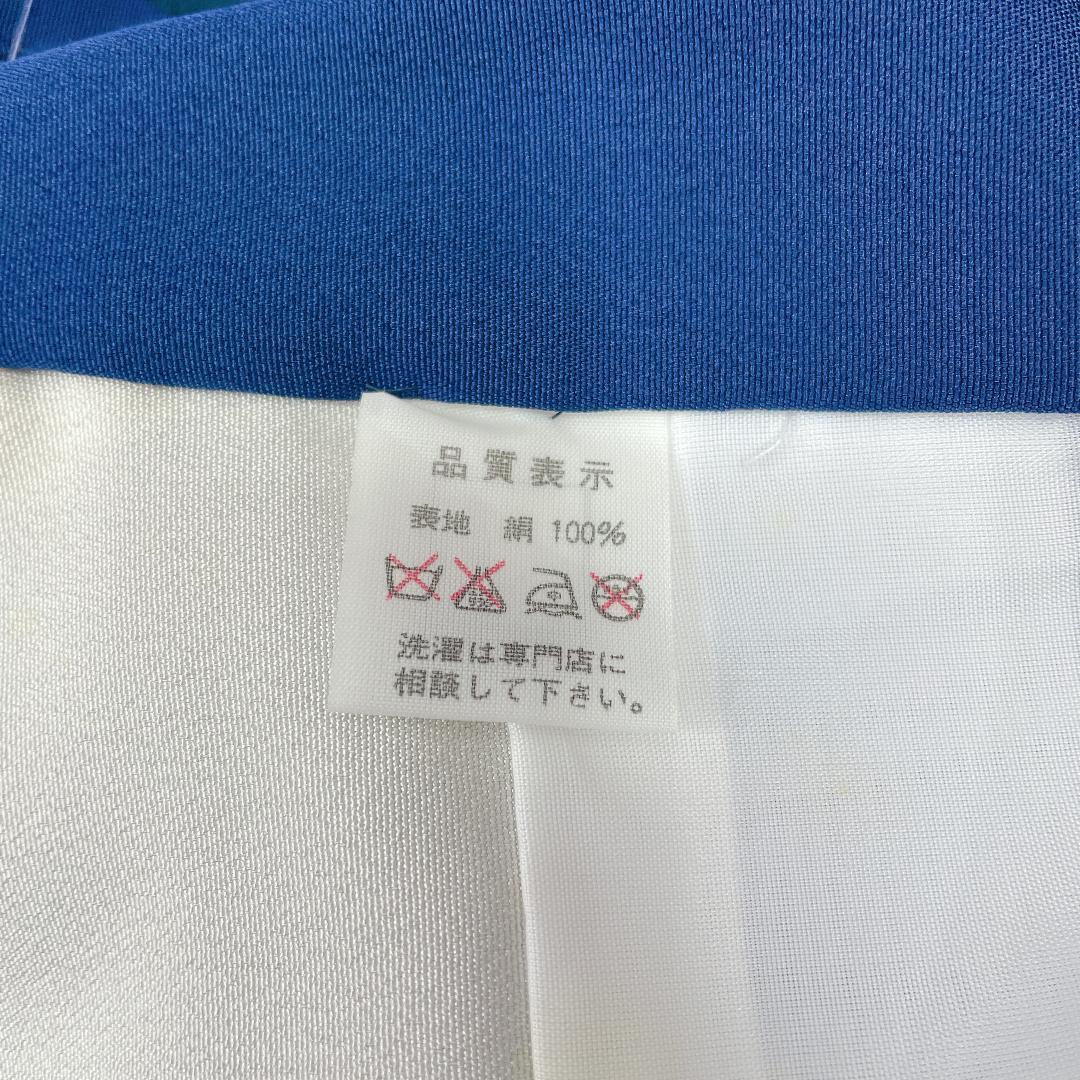 品質表示
表地 絹 100%
洗濯は専門店に
相談して下さい。